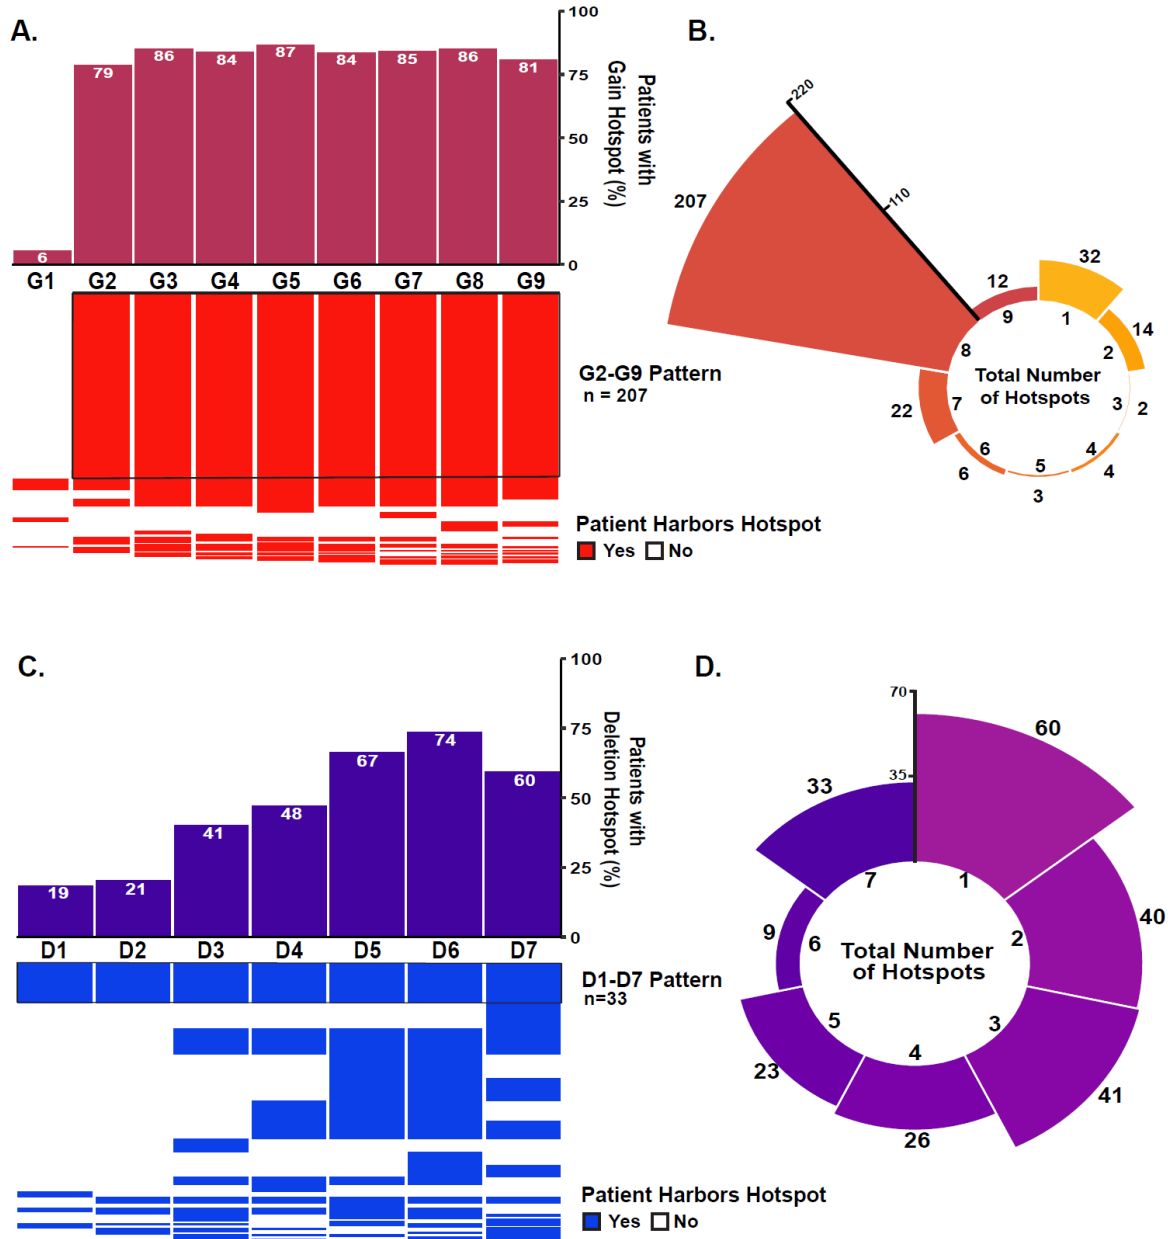 A.
100
75
50
25
0
Patients with
Gain Hotspot (%)
6
79
86
84
87
84
85
86
81
G1
G2
G3
G4
G5
G6
G7
G8
G9
G2-G9 Pattern
n = 207
Patient Harbors Hotspot
Yes
No
B.
220
110
207
12
32
14
2
4
3
6
22
9
1
2
3
4
5
6
7
8
Total Number
of Hotspots
C.
100
75
50
25
0
Patients with
Deletion Hotspot (%)
19
21
41
48
67
74
60
D1
D2
D3
D4
D5
D6
D7
D1-D7 Pattern
n=33
Patient Harbors Hotspot
Yes
No
D.
70
35
60
40
41
26
23
9
33
1
2
3
4
5
6
7
Total Number
of Hotspots